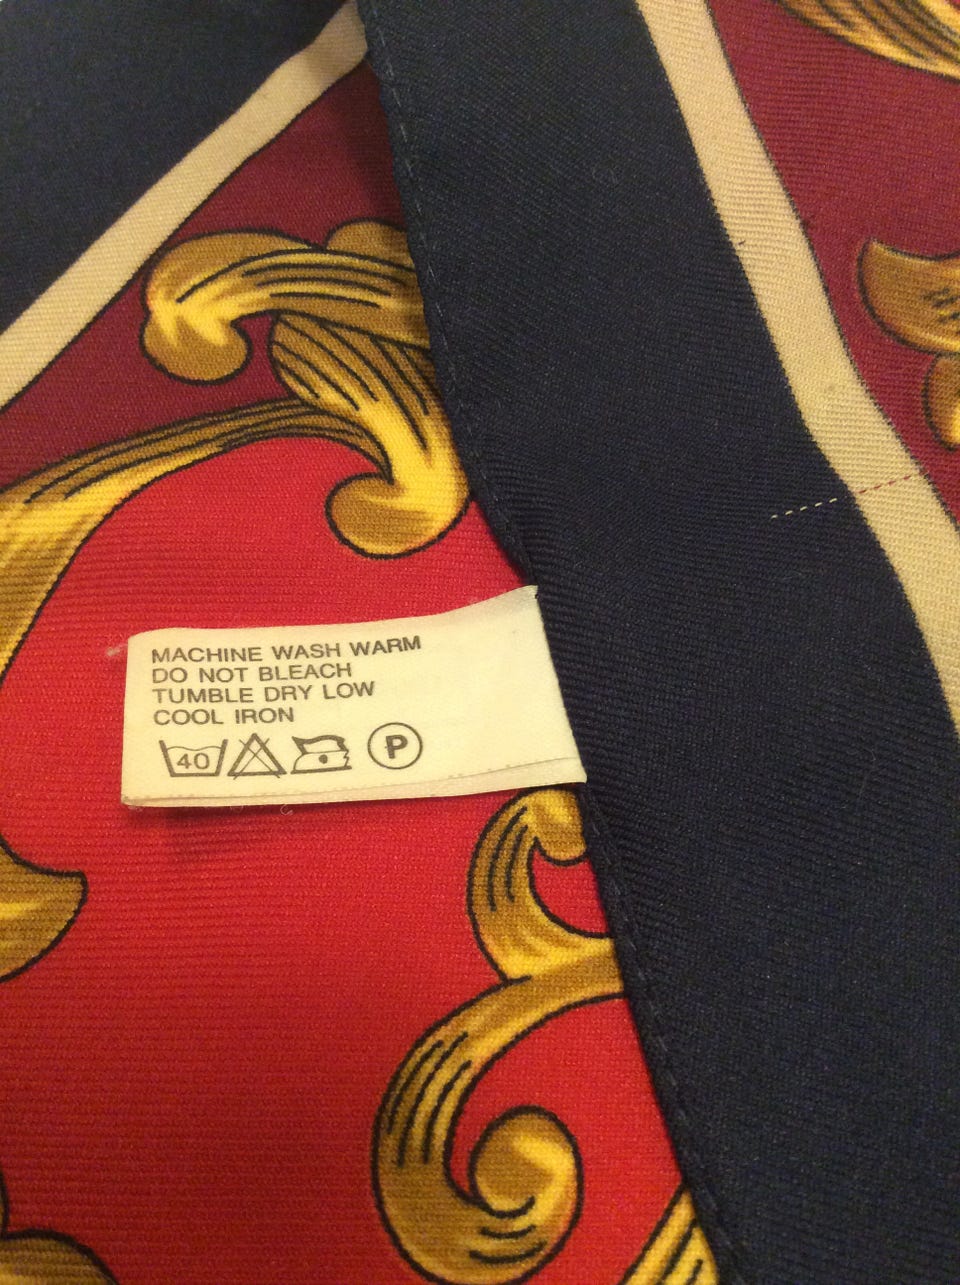 MACHINE WASH WARM
DO NOT BLEACH
TUMBLE DRY LOW
COOL IRON
40 P